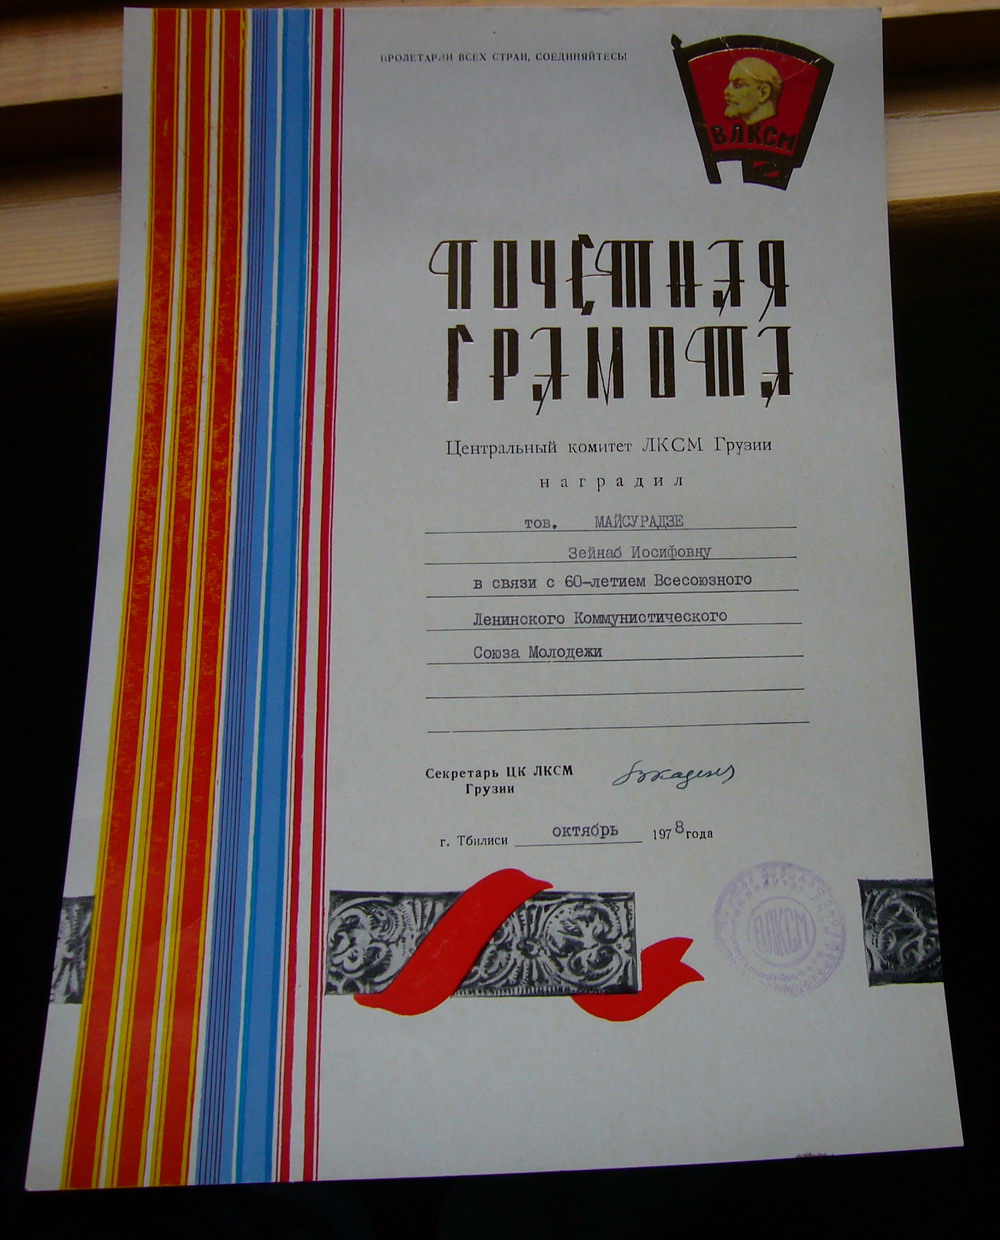 ПРОЛЕТАРИИ ВСЕХ СТРАН, СОЕДИНЯЙТЕСЬ!
ВЛКСМ
ПОЧЕТНАЯ
ГРАМОТА
Центральный комитет ЛКСМ Грузии
наградил
тов. МАЙСУРАДЗЕ
Зейнаб Иосифовну
в связи с 60-летием Всесоюзного
Ленинского Коммунистического
Союза Молодежи
Секретарь ЦК ЛКСМ
Грузии
г. Тбилиси октябрь 1978 года
ВЛКСМ